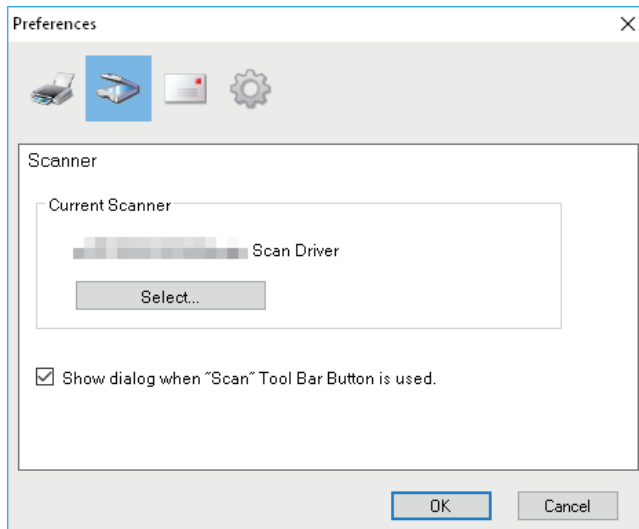 Preferences
Scanner
Current Scanner
Scan Driver
Select...
Show dialog when "Scan" Tool Bar Button is used.
OK
Cancel